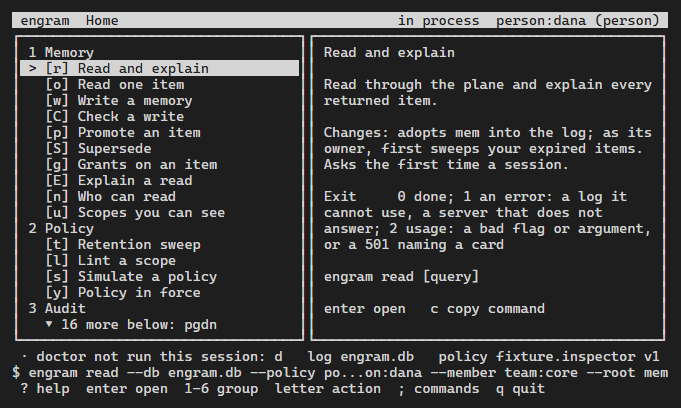 engram  Home                                  in process  person:dana (person)
1 Memory
> [r] Read and explain
[o] Read one item
[w] Write a memory
[C] Check a write
[p] Promote an item
[S] Supersede
[g] Grants on an item
[E] Explain a read
[n] Who can read
[u] Scopes you can see
2 Policy
[t] Retention sweep
[l] Lint a scope
[s] Simulate a policy
[y] Policy in force
3 Audit
▼ 16 more below: pgdn
Read and explain
Read through the plane and explain every
returned item.
Changes: adopts mem into the log; as its
owner, first sweeps your expired items.
Asks the first time a session.
Exit     0 done; 1 an error: a log it
cannot use, a server that does not
answer; 2 usage: a bad flag or argument,
or a 501 naming a card
engram read [query]
enter open   c copy command
· doctor not run this session: d   log engram.db   policy fixture.inspector v1
$ engram read --db engram.db --policy po...on:dana --member team:core --root mem
? help  enter open  1-6 group  letter action  ; commands  q quit